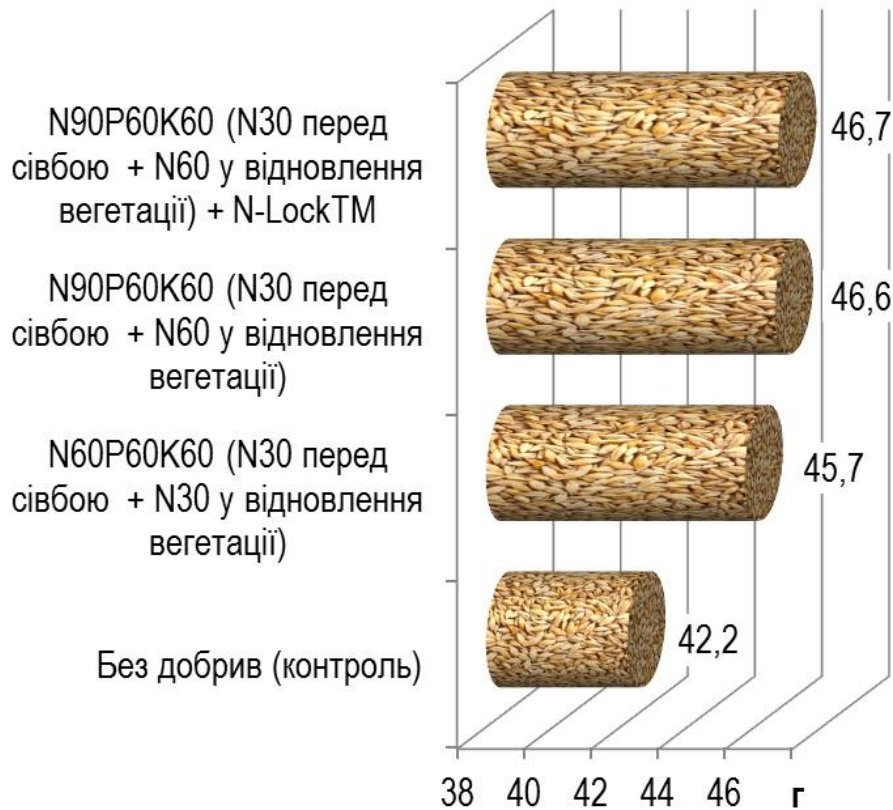 N90P60K60 (N30 перед
сівбою + N60 у відновлення
вегетації) + N-LockTM
46,7
N90P60K60 (N30 перед
сівбою + N60 у відновлення
вегетації)
46,6
N60P60K60 (N30 перед
сівбою + N30 у відновлення
вегетації)
45,7
Без добрив (контроль)
42,2
38 40 42 44 46 г